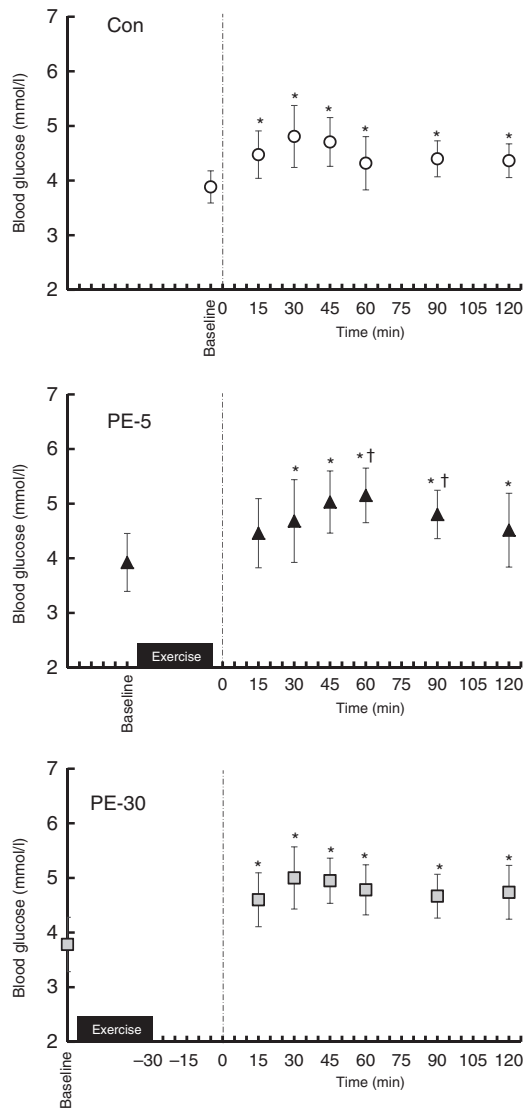 Con
Blood glucose (mmol/l)
7
6
5
4
3
2
* * * * * *
Baseline
0 15 30 45 60 75 90 105 120
Time (min)
PE-5
Blood glucose (mmol/l)
7
6
5
4
3
2
* * *† *† *
Exercise
Baseline
0 15 30 45 60 75 90 105 120
Time (min)
PE-30
Blood glucose (mmol/l)
7
6
5
4
3
2
* * * * * *
Exercise
Baseline
–30 –15 0 15 30 45 60 75 90 105 120
Time (min)